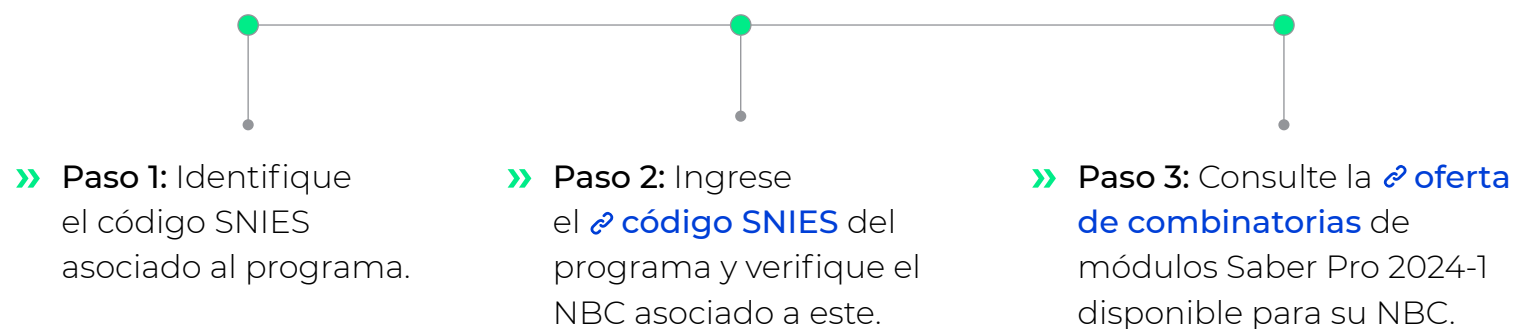 » Paso 1: Identifique
el código SNIES
asociado al programa.
» Paso 2: Ingrese
el código SNIES del
programa y verifique el
NBC asociado a este.
» Paso 3: Consulte la oferta
de combinatorias de
módulos Saber Pro 2024-1
disponible para su NBC.